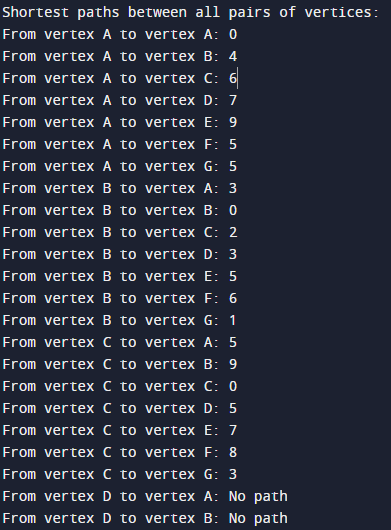 Shortest paths between all pairs of vertices:
From vertex A to vertex A: 0
From vertex A to vertex B: 4
From vertex A to vertex C: 6
From vertex A to vertex D: 7
From vertex A to vertex E: 9
From vertex A to vertex F: 5
From vertex A to vertex G: 5
From vertex B to vertex A: 3
From vertex B to vertex B: 0
From vertex B to vertex C: 2
From vertex B to vertex D: 3
From vertex B to vertex E: 5
From vertex B to vertex F: 6
From vertex B to vertex G: 1
From vertex C to vertex A: 5
From vertex C to vertex B: 9
From vertex C to vertex C: 0
From vertex C to vertex D: 5
From vertex C to vertex E: 7
From vertex C to vertex F: 8
From vertex C to vertex G: 3
From vertex D to vertex A: No path
From vertex D to vertex B: No path